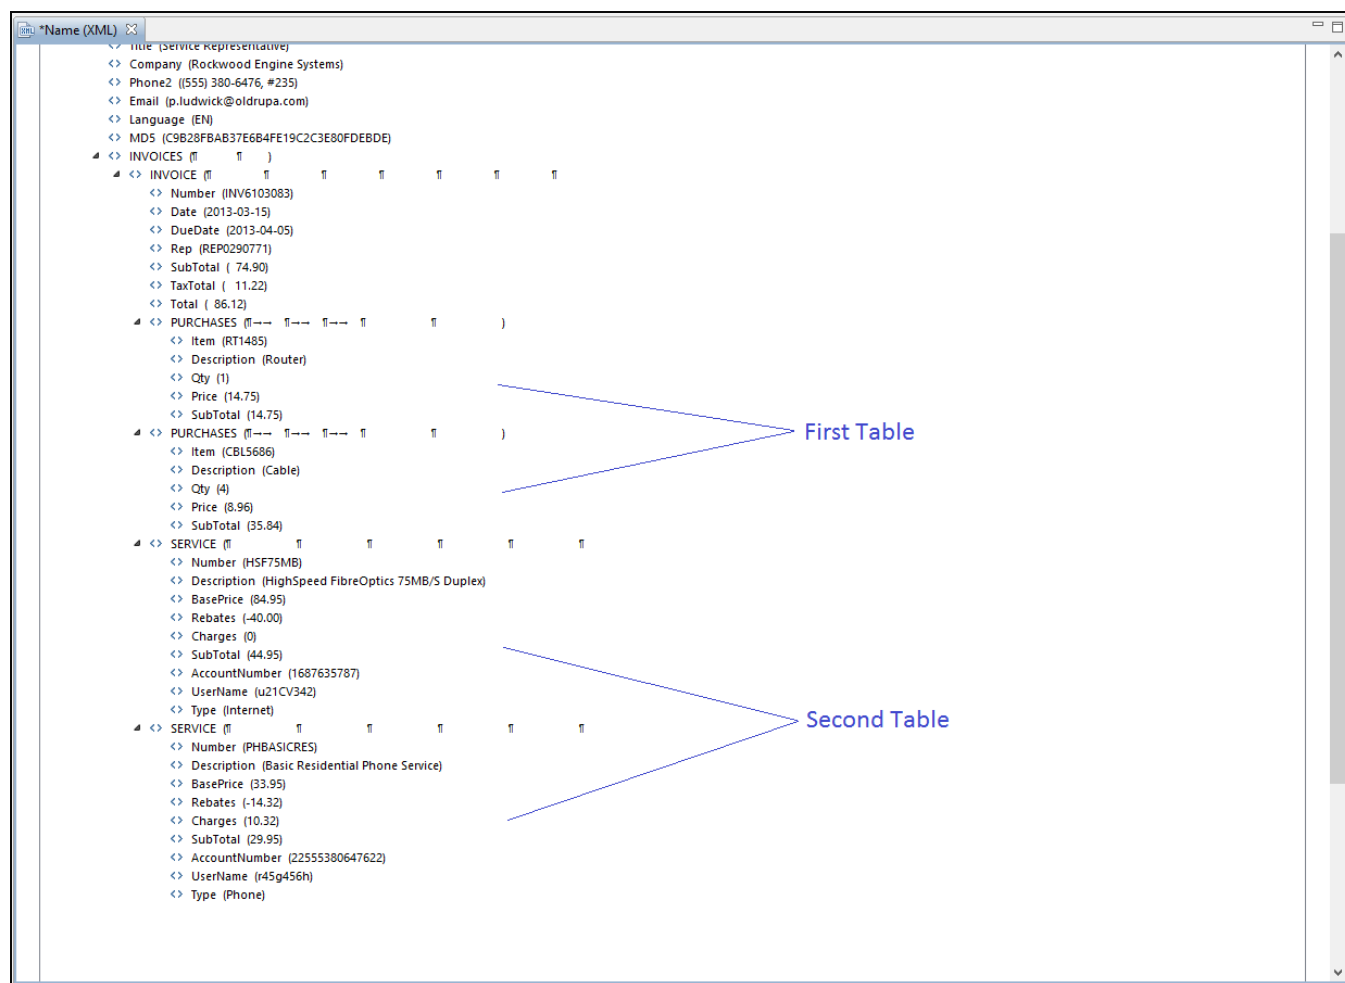 *Name (XML)
Title (Service Representative)
Company (Rockwood Engine Systems)
Phone2 ((555) 380-6476, #235)
Email (p.ludwick@oldrupa.com)
Language (EN)
MD5 (C9B28FBAB37E6B4FE19C2C3E80FDEBDE)
INVOICES (¶ ¶ )
INVOICE (¶ ¶ ¶ ¶ ¶ ¶ ¶
Number (INV6103083)
Date (2013-03-15)
DueDate (2013-04-05)
Rep (REP0290771)
SubTotal ( 74.90)
TaxTotal ( 11.22)
Total ( 86.12)
PURCHASES (¶→→ ¶→→ ¶→→ ¶ ¶ )
Item (RT1485)
Description (Router)
Qty (1)
Price (14.75)
SubTotal (14.75)
First Table
PURCHASES (¶→→ ¶→→ ¶→→ ¶ ¶ )
Item (CBL5686)
Description (Cable)
Qty (4)
Price (8.96)
SubTotal (35.84)
SERVICE (¶ ¶ ¶ ¶ ¶ ¶
Number (HSF75MB)
Description (HighSpeed FibreOptics 75MB/S Duplex)
BasePrice (84.95)
Rebates (-40.00)
Charges (0)
SubTotal (44.95)
AccountNumber (1687635787)
UserName (u21CV342)
Type (Internet)
Second Table
SERVICE (¶ ¶ ¶ ¶ ¶ ¶
Number (PHBASICRES)
Description (Basic Residential Phone Service)
BasePrice (33.95)
Rebates (-14.32)
Charges (10.32)
SubTotal (29.95)
AccountNumber (22555380647622)
UserName (r45g456h)
Type (Phone)